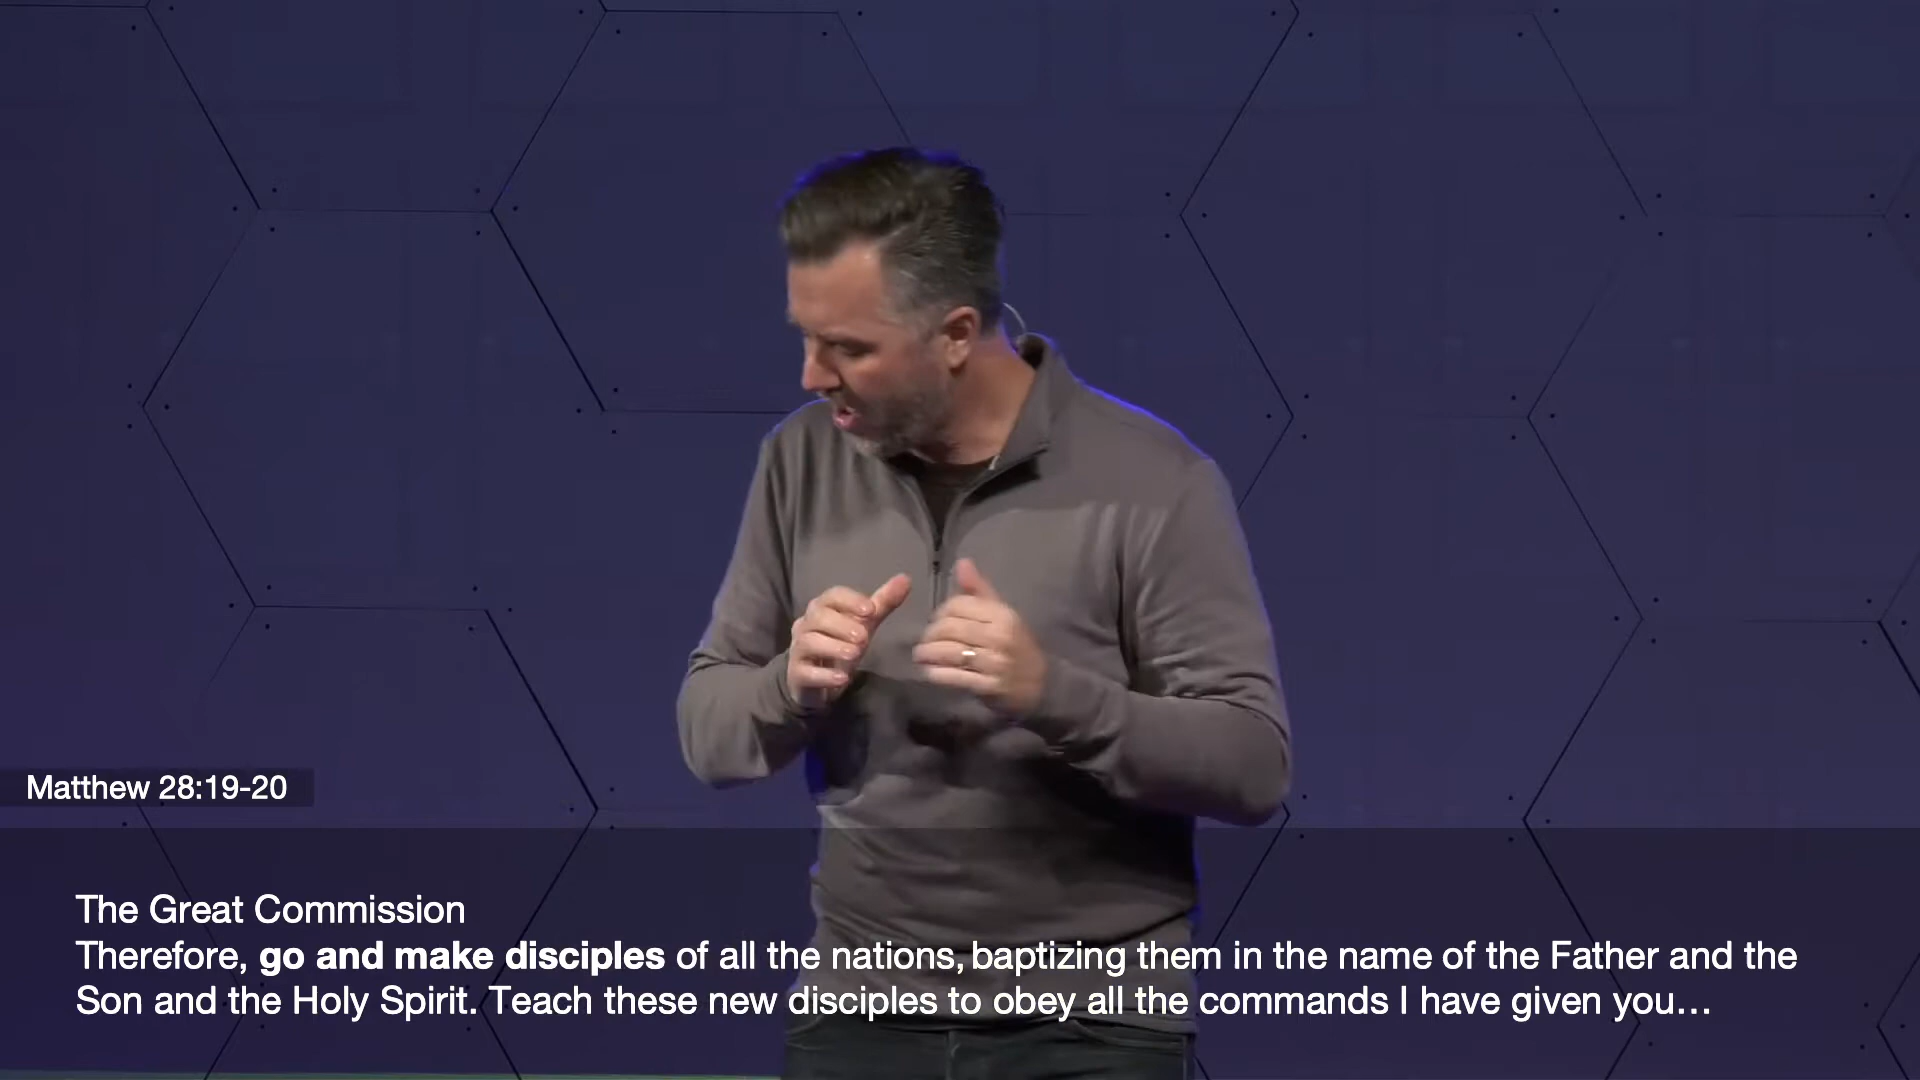 Matthew 28:19-20
The Great Commission
Therefore, go and make disciples of all the nations, baptizing them in the name of the Father and the
Son and the Holy Spirit. Teach these new disciples to obey all the commands I have given you…